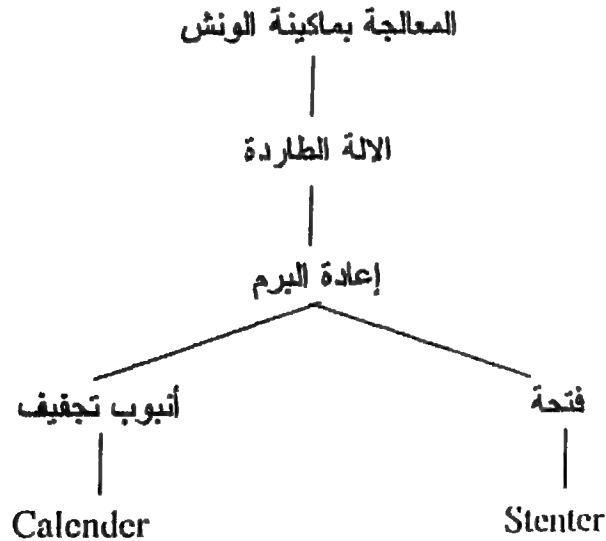 المعالجة بماكينة الونش
الالة الطاردة
إعادة البرم
فتحة
أنبوب تجفيف
Stenter
Calender